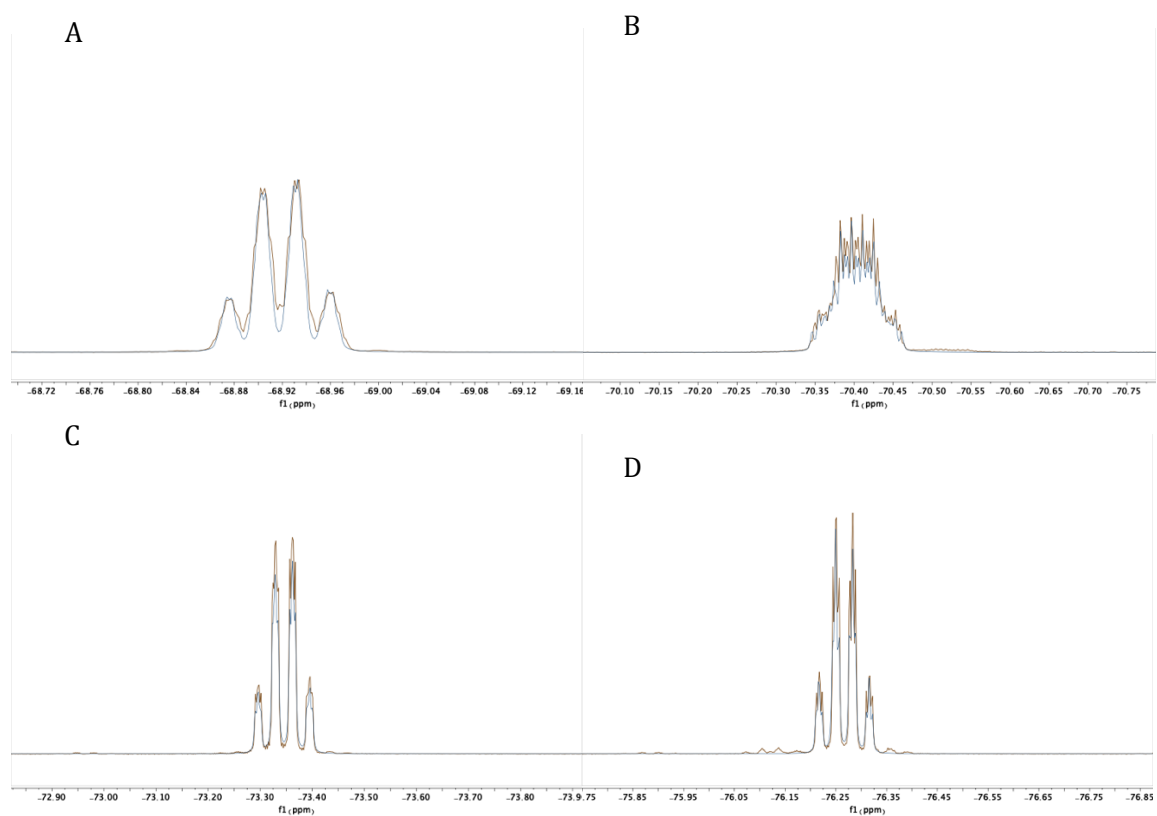 A
B
-68.72 -68.76 -68.80 -68.84 -68.88 -68.92 -68.96 -69.00 -69.04 -69.08 -69.12 -69.16
f1 (ppm)
-70.10 -70.15 -70.20 -70.25 -70.30 -70.35 -70.40 -70.45 -70.50 -70.55 -70.60 -70.65 -70.70 -70.75
f1 (ppm)
C
D
-72.90 -73.00 -73.10 -73.20 -73.30 -73.40 -73.50 -73.60 -73.70 -73.80 -73.9
f1 (ppm)
.75 -75.85 -75.95 -76.05 -76.15 -76.25 -76.35 -76.45 -76.55 -76.65 -76.75 -76.85
f1 (ppm)